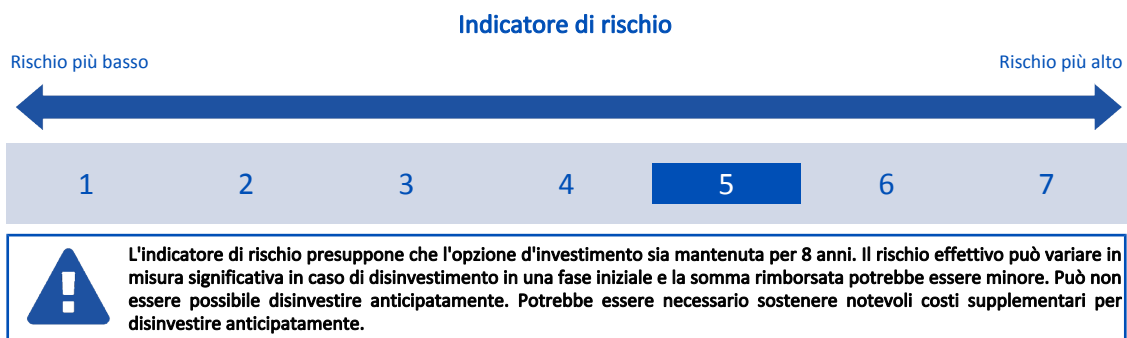 Indicatore di rischio
Rischio più basso
Rischio più alto
1 2 3 4 5 6 7
L'indicatore di rischio presuppone che l'opzione d'investimento sia mantenuta per 8 anni. Il rischio effettivo può variare in
misura significativa in caso di disinvestimento in una fase iniziale e la somma rimborsata potrebbe essere minore. Può non
essere possibile disinvestire anticipatamente. Potrebbe essere necessario sostenere notevoli costi supplementari per
disinvestire anticipatamente.